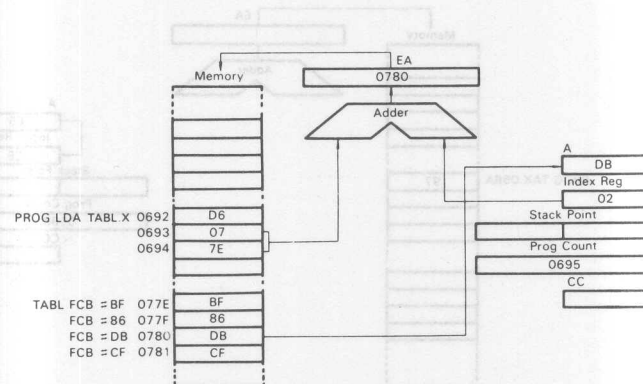 EA
Memory
0780
Adder
A
DB
Index Reg
02
Stack Point
Prog Count
0695
CC
PROG LDA TABL X 0692 D6
0693 07
0694 7E
TABL FCB =BF 077E BF
FCB =86 077F 86
FCB =DB 0780 DB
FCB =CF 0781 CF